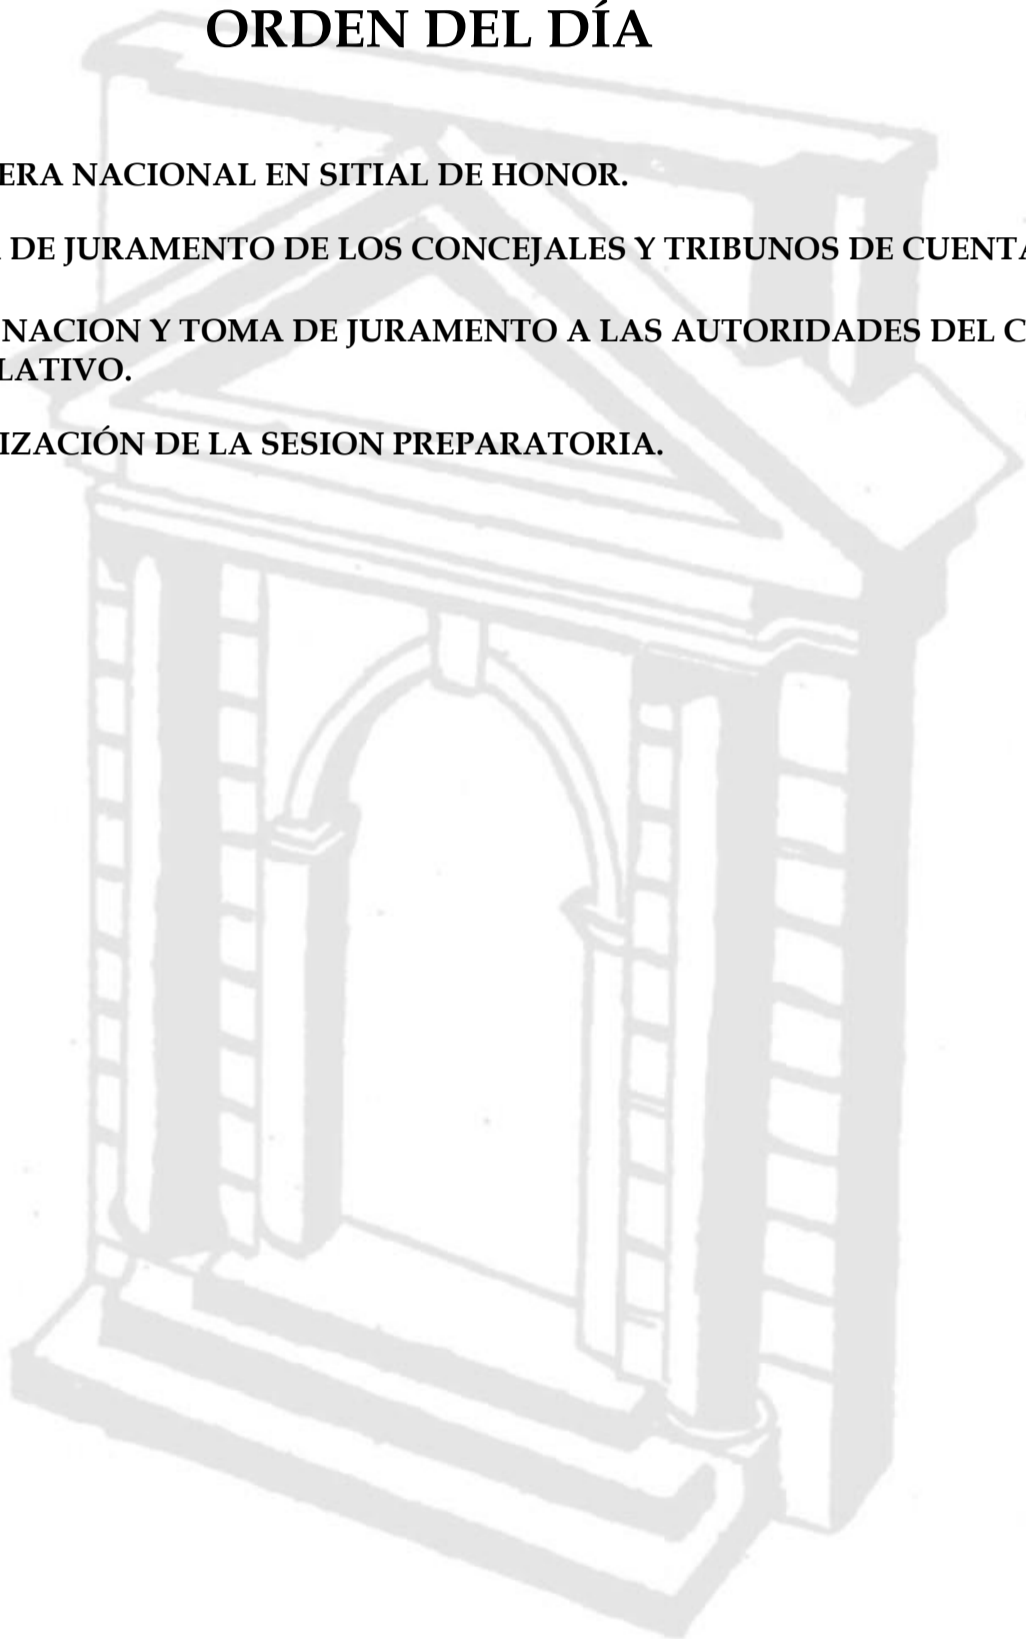 ORDEN DEL DÍA
ERA NACIONAL EN SITIAL DE HONOR.
DE JURAMENTO DE LOS CONCEJALES Y TRIBUNOS DE CUENTA
NACION Y TOMA DE JURAMENTO A LAS AUTORIDADES DEL C
LATIVO.
IZACIÓN DE LA SESION PREPARATORIA.